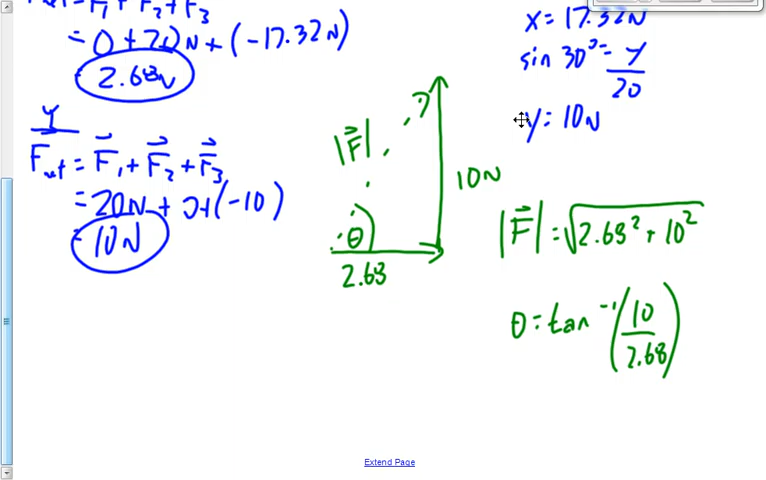 = 0 + 20N + (-17.32N)
2.68N
y
Fnet = F₁ + F₂ + F₃
= 20N + 0 + (-10)
10N
x = 17.32N
sin 30° = y/20
y = 10N
|F|
10N
θ
2.68
|F| = √2.68² + 10²
θ = tan⁻¹(10/2.68)
Extend Page